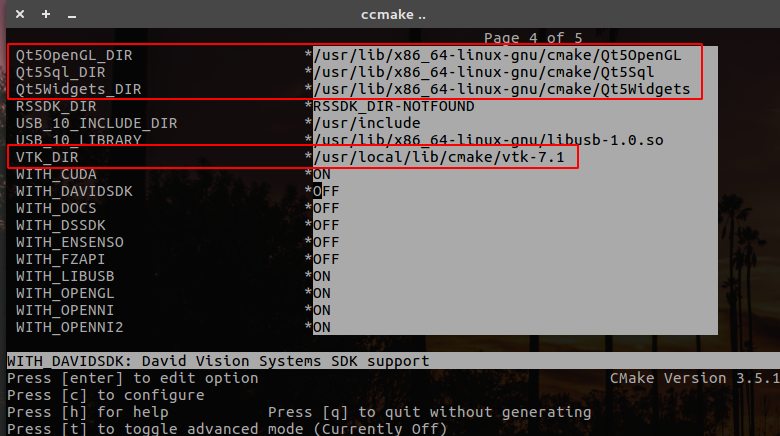 ccmake ..
Page 4 of 5
Qt5OpenGL_DIR */usr/lib/x86_64-linux-gnu/cmake/Qt5OpenGL
Qt5Sql_DIR */usr/lib/x86_64-linux-gnu/cmake/Qt5Sql
Qt5Widgets_DIR */usr/lib/x86_64-linux-gnu/cmake/Qt5Widgets
RSSDK_DIR *RSSDK_DIR-NOTFOUND
USB_10_INCLUDE_DIR */usr/include
USB_10_LIBRARY */usr/lib/x86_64-linux-gnu/libusb-1.0.so
VTK_DIR */usr/local/lib/cmake/vtk-7.1
WITH_CUDA *ON
WITH_DAVIDSDK *OFF
WITH_DOCS *OFF
WITH_DSSDK *OFF
WITH_ENSENSO *OFF
WITH_FZAPI *OFF
WITH_LIBUSB *ON
WITH_OPENGL *ON
WITH_OPENNI *ON
WITH_OPENNI2 *ON
WITH_DAVIDSDK: David Vision Systems SDK support
Press [enter] to edit option CMake Version 3.5.1
Press [c] to configure
Press [h] for help Press [q] to quit without generating
Press [t] to toggle advanced mode (Currently Off)